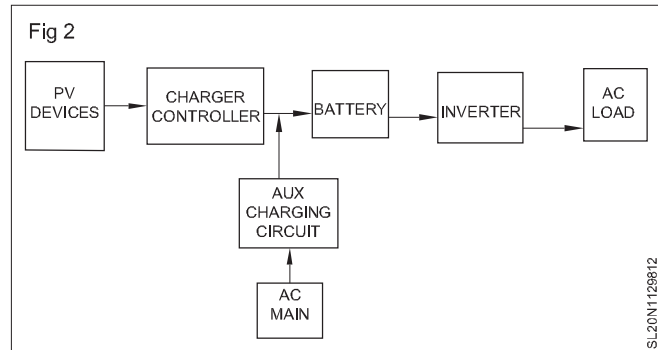 Fig 2
PV
DEVICES
CHARGER
CONTROLLER
BATTERY
INVERTER
AC
LOAD
AUX
CHARGING
CIRCUIT
AC
MAIN
SL20N1129812